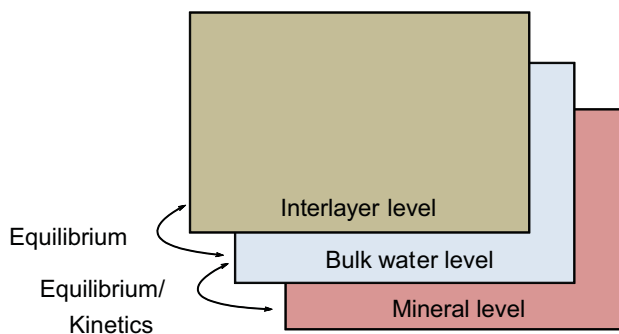 Interlayer level
Equilibrium
Bulk water level
Equilibrium/
Kinetics
Mineral level